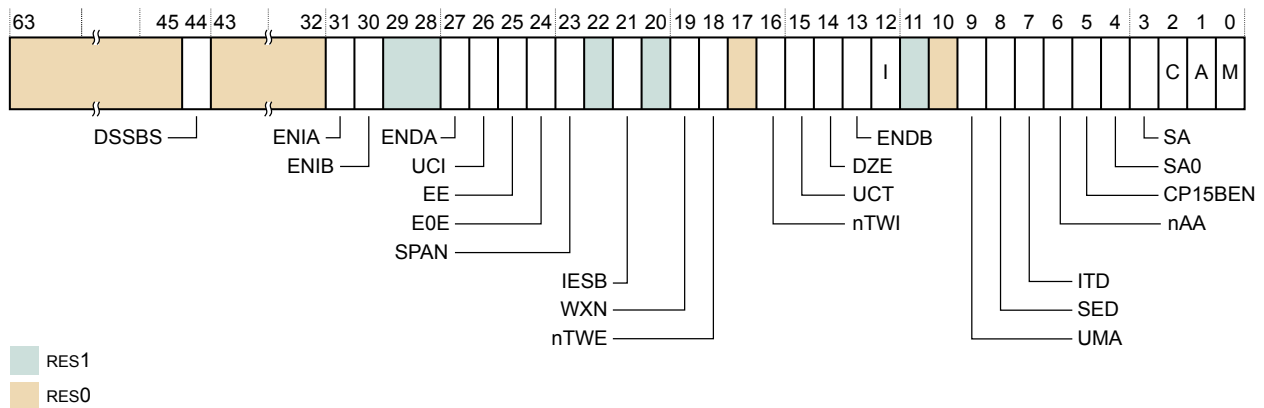 63 45 44 43 32 31 30 29 28 27 26 25 24 23 22 21 20 19 18 17 16 15 14 13 12 11 10 9 8 7 6 5 4 3 2 1 0
I C A M
DSSBS ENIA ENDA ENDB SA
ENIB UCI DZE SA0
EE UCT CP15BEN
E0E nTWI nAA
SPAN
IESB ITD
WXN SED
nTWE UMA
RES1
RES0